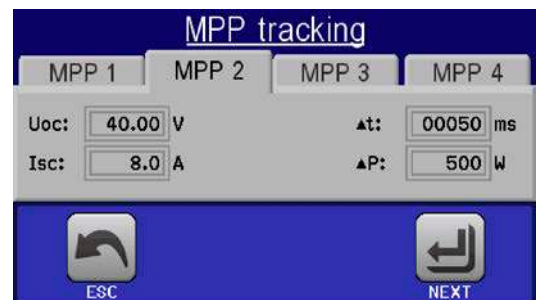 MPP tracking
MPP 1 MPP 2 MPP 3 MPP 4
Uoc: 40.00 V ▲t: 00050 ms
Isc: 8.0 A ▲P: 500 W
ESC NEXT